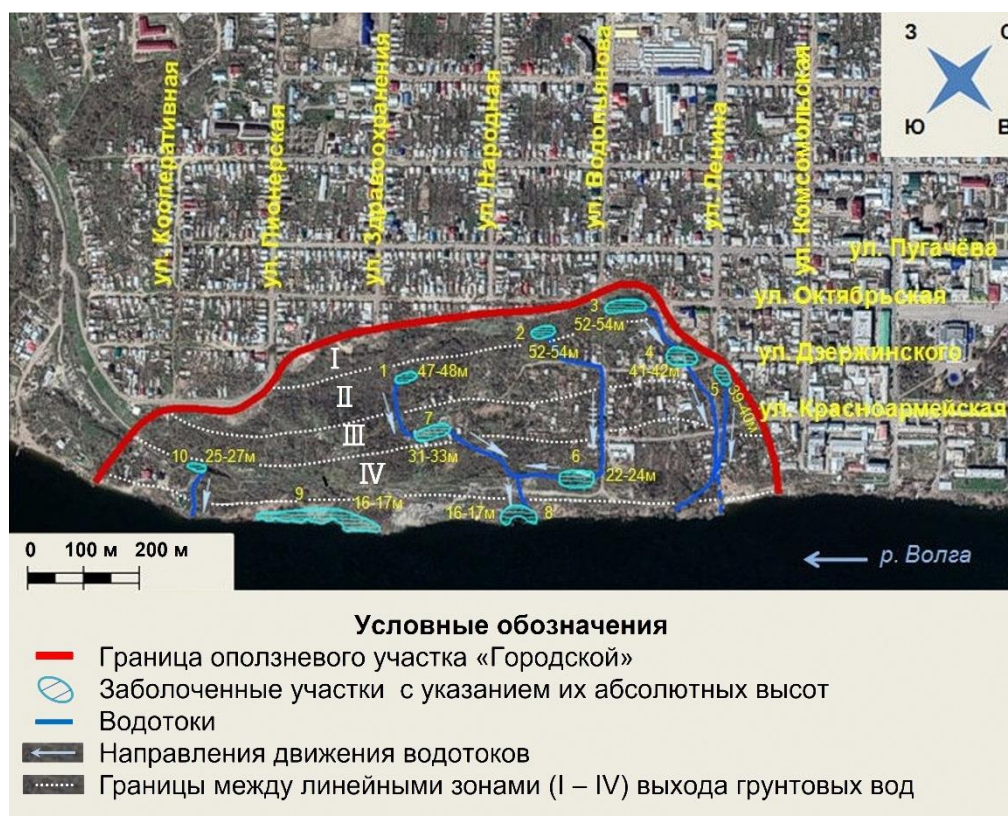 З
С
Ю
В
ул. Кооперативная
ул. Пионерская
ул. Здравоохранения
ул. Народная
ул. Водопьянова
ул. Ленина
ул. Комсомольская
ул. Пугачёва
ул. Октябрьская
ул. Дзержинского
ул. Красноармейская
I
II
III
IV
1 47-48м
2
52-54м
3
52-54м
4
41-42м
5
39-40м
6
22-24м
7
31-33м
16-17м 8
9
16-17м
10 25-27м
0 100 м 200 м
р. Волга
Условные обозначения
Граница оползневого участка «Городской»
Заболоченные участки с указанием их абсолютных высот
Водотоки
Направления движения водотоков
Границы между линейными зонами (I – IV) выхода грунтовых вод